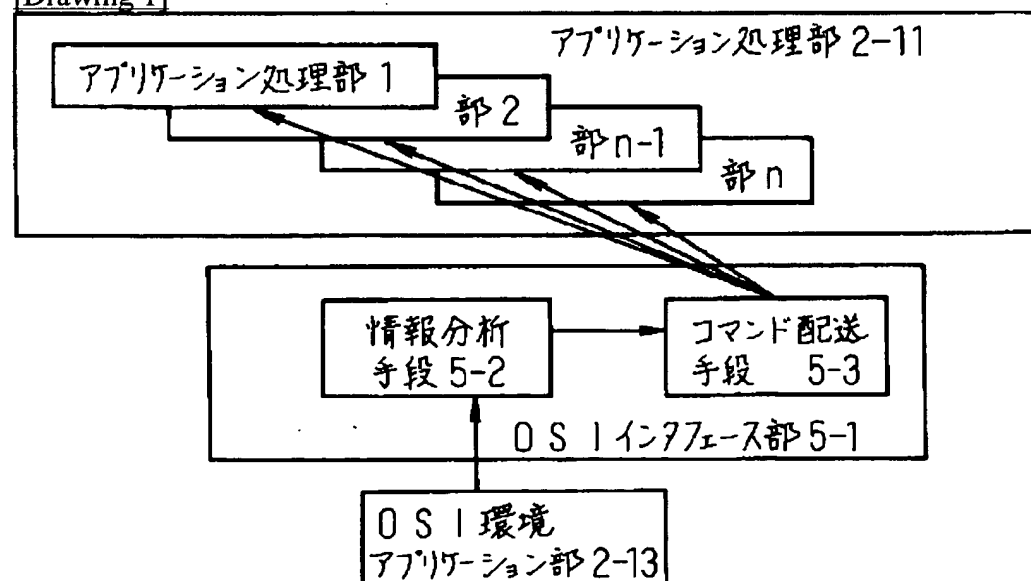 [Drawing 1]
アプリケーション処理部 2-11
アプリケーション処理部 1
部 2
部 n-1
部 n
情報分析
手段 5-2
コマンド配送
手段 5-3
OSIインタフェース部 5-1
OSI環境
アプリケーション部 2-13